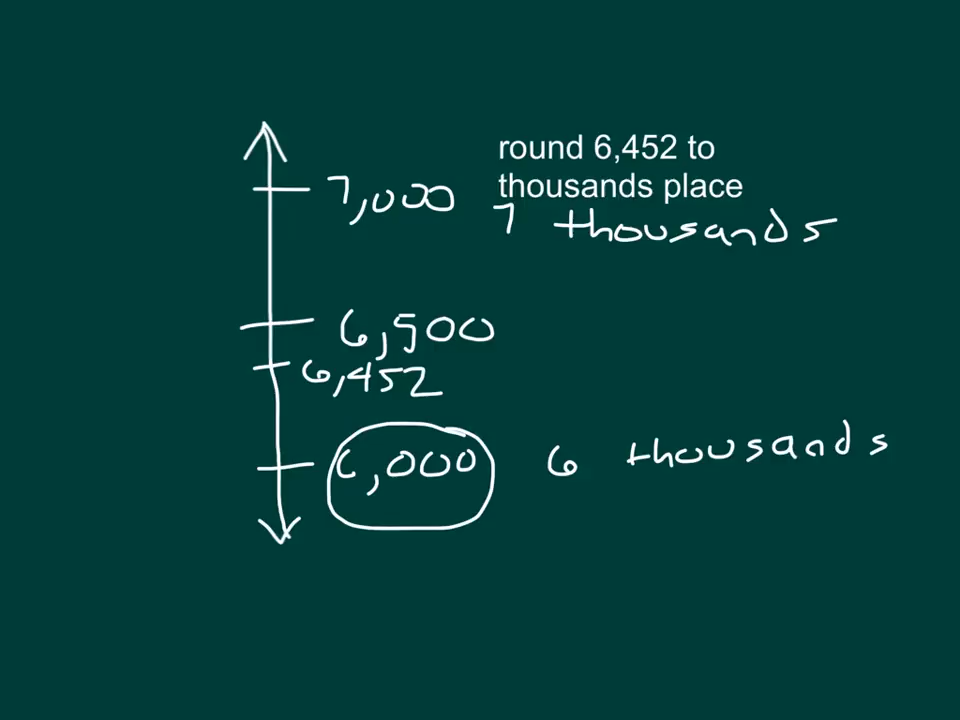 round 6,452 to
thousands place
7,000 7 thousands
6,500
6,452
6,000 6 thousands